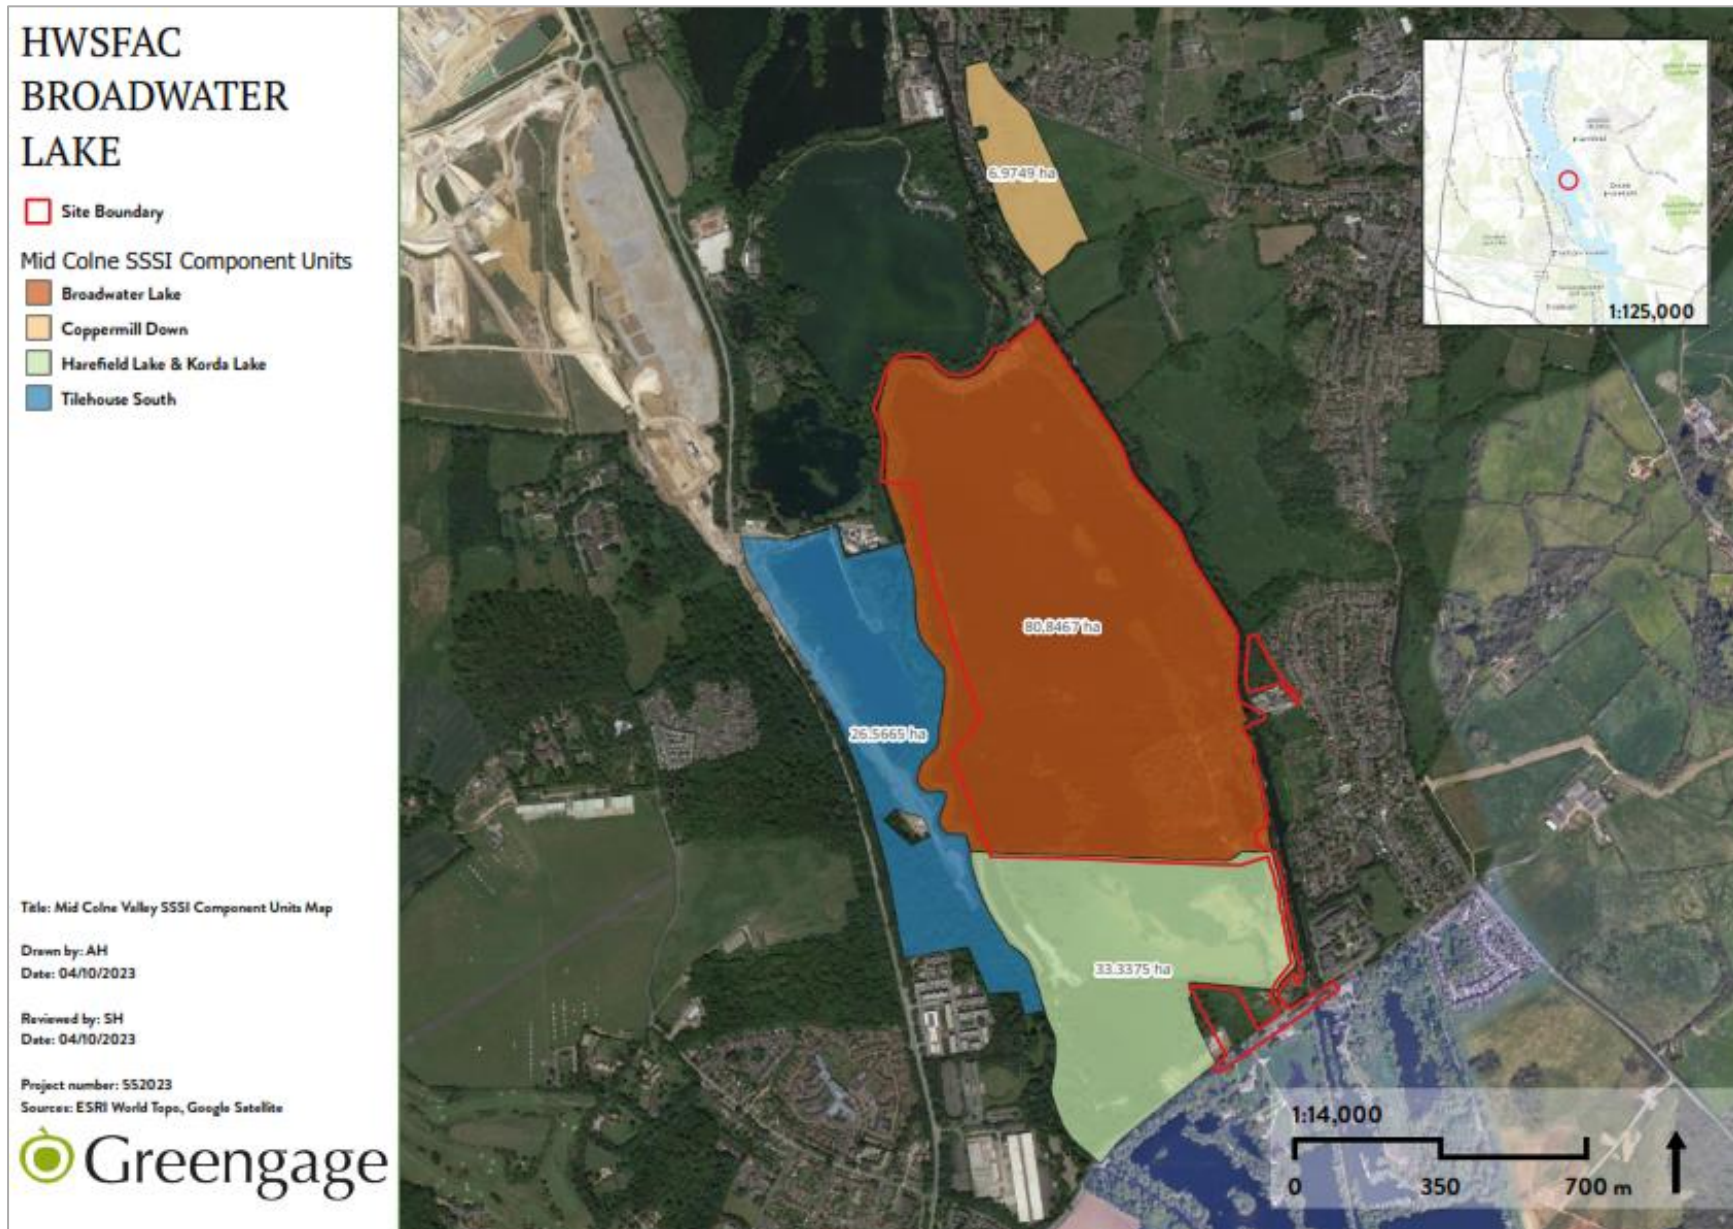 HWSFAC
BROADWATER
LAKE
Site Boundary
Mid Colne SSSI Component Units
Broadwater Lake
Coppermill Down
Harefield Lake & Korda Lake
Tilehouse South
Title: Mid Colne Valley SSSI Component Units Map
Drawn by: AH
Date: 04/10/2023
Reviewed by: SH
Date: 04/10/2023
Project number: 552023
Sources: ESRI World Topo, Google Satellite
Greengage
6.9749 ha
80.8467 ha
26.5665 ha
33.3375 ha
1:125,000
1:14,000
0 350 700 m